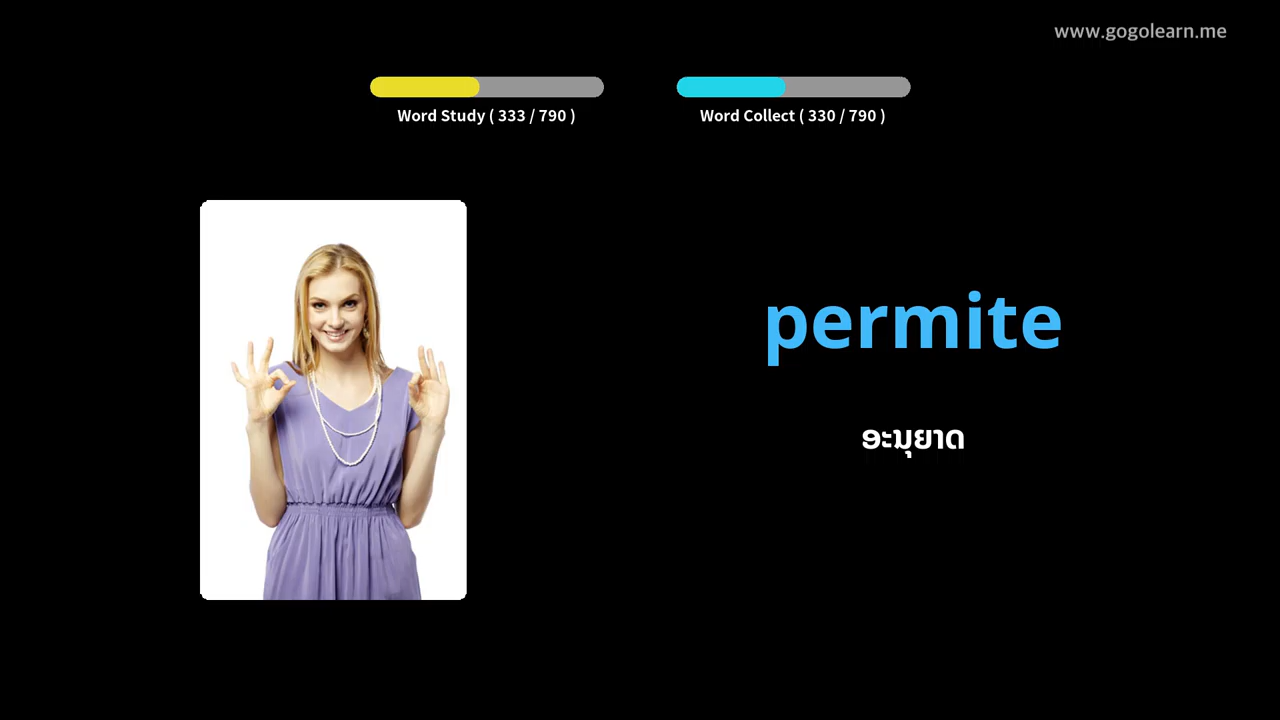 www.gogolearn.me
Word Study ( 333 / 790 )
Word Collect ( 330 / 790 )
permite
ອະນຸຍາດ